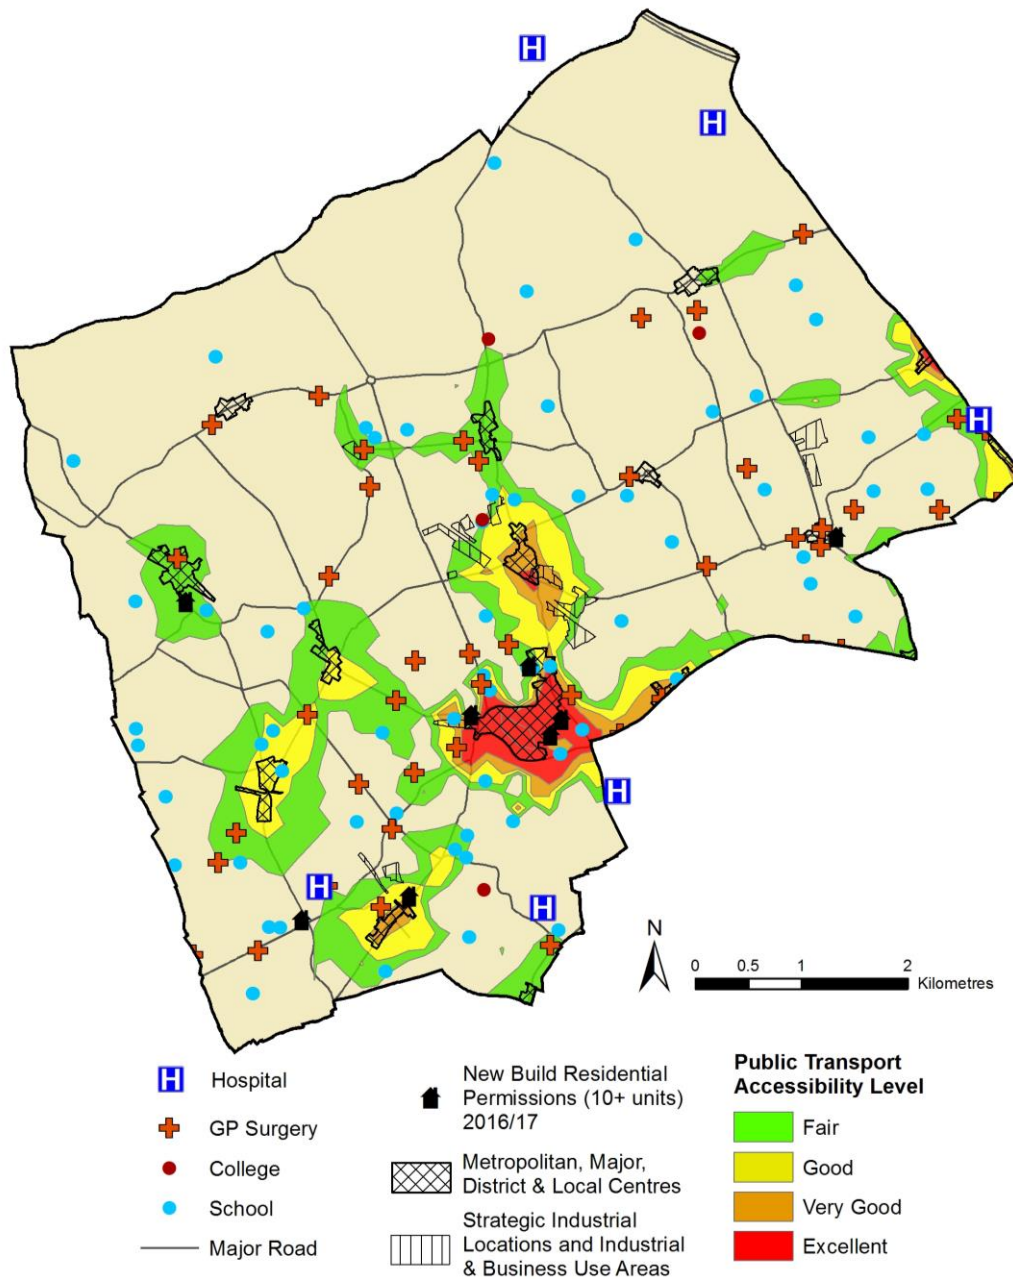 H
H
H
H
H
H
N
0 0.5 1 2
Kilometres
H Hospital
GP Surgery
College
School
Major Road
New Build Residential
Permissions (10+ units)
2016/17
Metropolitan, Major,
District & Local Centres
Strategic Industrial
Locations and Industrial
& Business Use Areas
Public Transport
Accessibility Level
Fair
Good
Very Good
Excellent